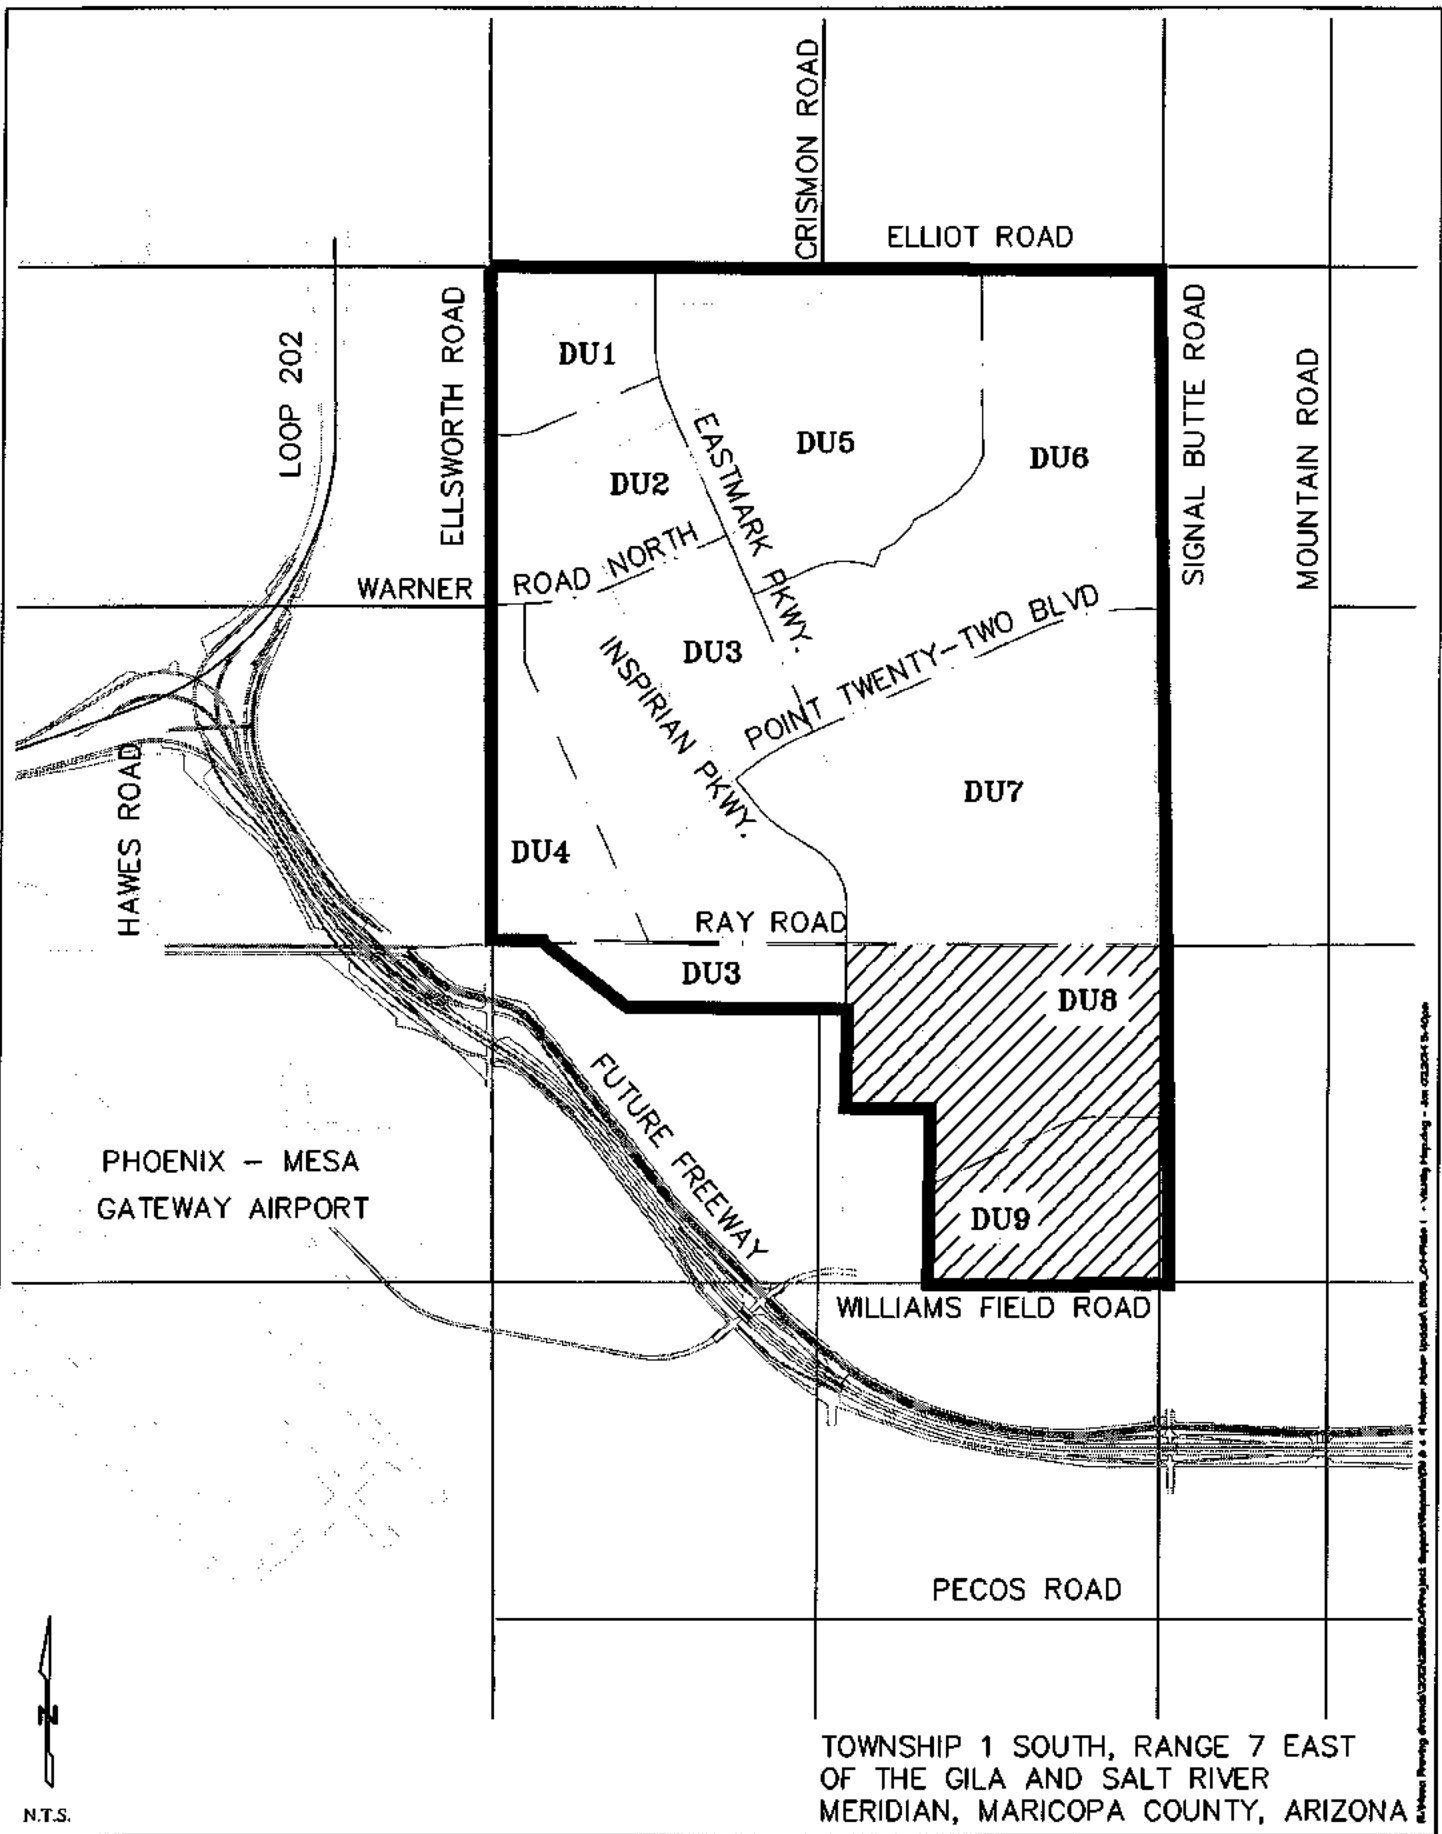 CRISMON ROAD
ELLIOT ROAD
ELLSWORTH ROAD
LOOP 202
SIGNAL BUTTE ROAD
MOUNTAIN ROAD
DU1
DU5
DU6
DU2
EASTMARK PKWY.
WARNER ROAD NORTH
DU3
INSPIRIAN PKWY.
POINT TWENTY-TWO BLVD
DU7
HAWES ROAD
DU4
RAY ROAD
DU3
DU8
FUTURE FREEWAY
PHOENIX - MESA
GATEWAY AIRPORT
DU9
WILLIAMS FIELD ROAD
PECOS ROAD
N
N.T.S.
TOWNSHIP 1 SOUTH, RANGE 7 EAST
OF THE GILA AND SALT RIVER
MERIDIAN, MARICOPA COUNTY, ARIZONA